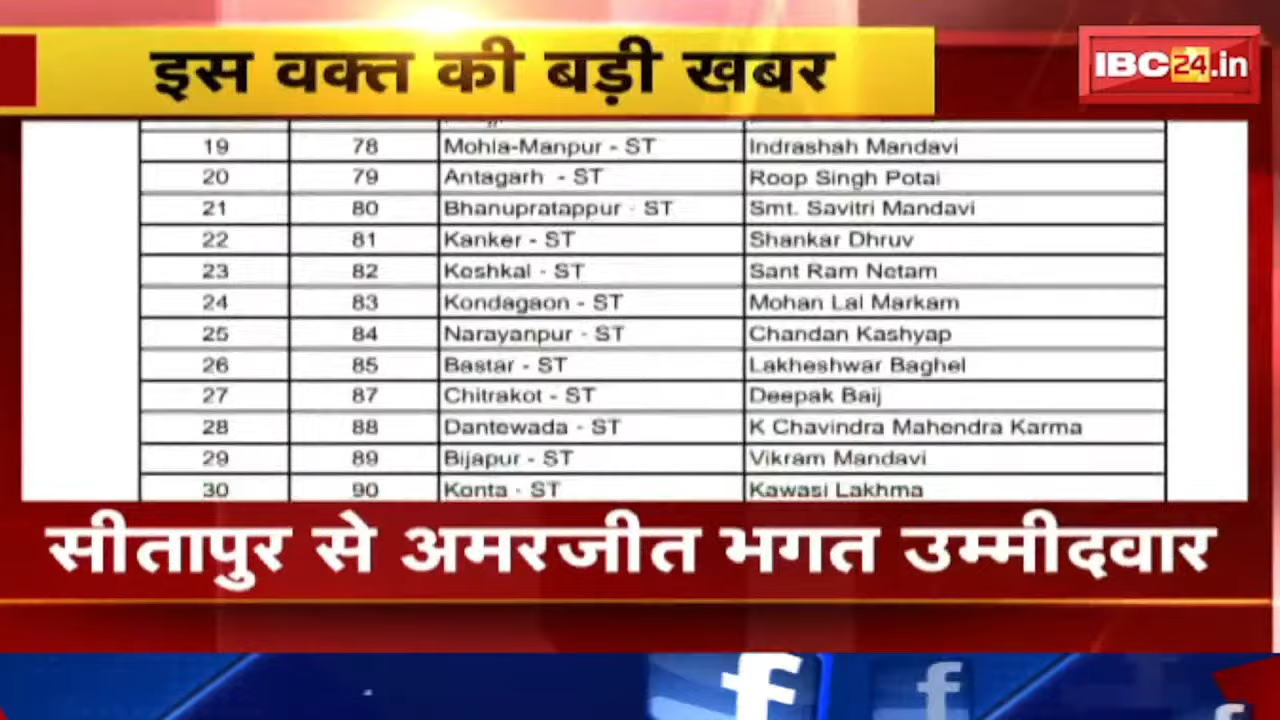 इस वक्त की बड़ी खबर
IBC24.in
19 78 Mohla-Manpur - ST Indrashah Mandavi
20 79 Antagarh - ST Roop Singh Potai
21 80 Bhanupratappur - ST Smt. Savitri Mandavi
22 81 Kanker - ST Shankar Dhruv
23 82 Keshkal - ST Sant Ram Netam
24 83 Kondagaon - ST Mohan Lal Markam
25 84 Narayanpur - ST Chandan Kashyap
26 85 Bastar - ST Lakheshwar Baghel
27 87 Chitrakot - ST Deepak Baij
28 88 Dantewada - ST K Chavindra Mahendra Karma
29 89 Bijapur - ST Vikram Mandavi
30 90 Konta - ST Kawasi Lakhma
सीतापुर से अमरजीत भगत उम्मीदवार